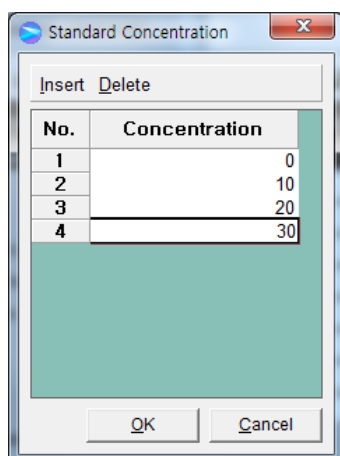 Standard Concentration
Insert Delete
No. Concentration
1 0
2 10
3 20
4 30
OK Cancel